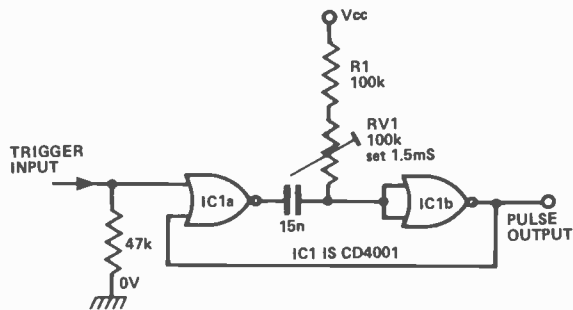 Vcc
R1
100k
RV1
100k
set 1.5mS
TRIGGER
INPUT
IC1a
15n
IC1b
PULSE
OUTPUT
47k
0V
IC1 IS CD4001